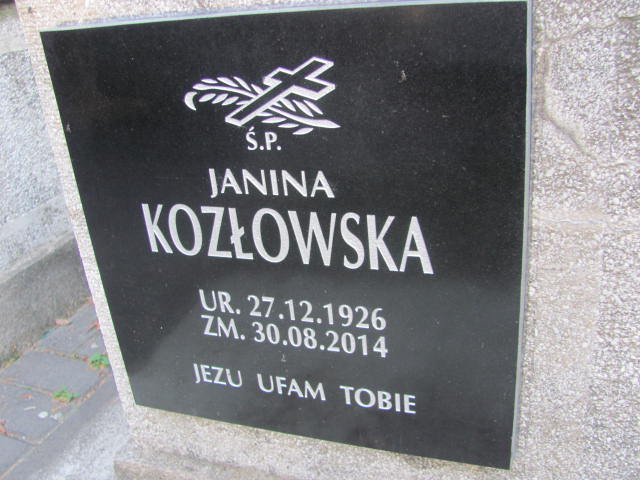 Ś.P.
JANINA
KOZŁOWSKA
UR. 27.12.1926
ZM. 30.08.2014
JEZU UFAM TOBIE